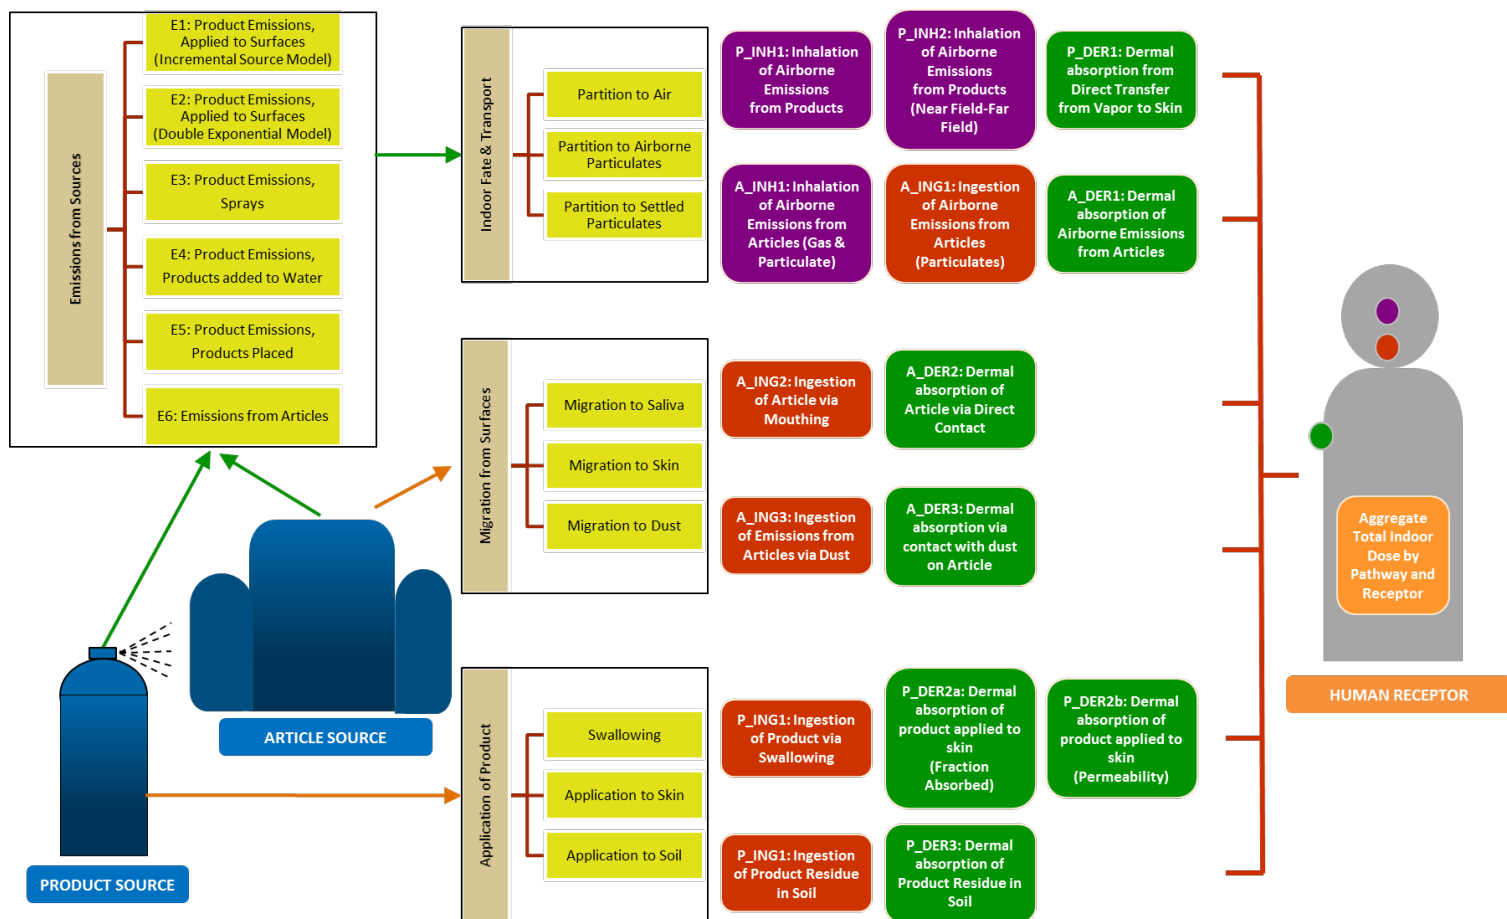 Emissions from Sources
E1: Product Emissions,
Applied to Surfaces
(Incremental Source Model)
E2: Product Emissions,
Applied to Surfaces
(Double Exponential Model)
E3: Product Emissions,
Sprays
E4: Product Emissions,
Products added to Water
E5: Product Emissions,
Products Placed
E6: Emissions from Articles
Indoor Fate & Transport
Partition to Air
Partition to Airborne
Particulates
Partition to Settled
Particulates
P_INH1: Inhalation
of Airborne
Emissions
from Products
P_INH2: Inhalation
of Airborne
Emissions
from Products
(Near Field-Far
Field)
P_DER1: Dermal
absorption from
Direct Transfer
from Vapor to Skin
A_INH1: Inhalation
of Airborne
Emissions from
Articles (Gas &
Particulate)
A_ING1: Ingestion
of Airborne
Emissions from
Articles
(Particulates)
A_DER1: Dermal
absorption of
Airborne Emissions
from Articles
Migration from Surfaces
Migration to Saliva
Migration to Skin
Migration to Dust
A_ING2: Ingestion
of Article via
Mouthing
A_DER2: Dermal
absorption of
Article via Direct
Contact
A_ING3: Ingestion
of Emissions from
Articles via Dust
A_DER3: Dermal
absorption via
contact with dust
on Article
Application of Product
Swallowing
Application to Skin
Application to Soil
P_ING1: Ingestion
of Product via
Swallowing
P_DER2a: Dermal
absorption of
product applied to
skin
(Fraction
Absorbed)
P_DER2b: Dermal
absorption of
product applied to
skin
(Permeability)
P_ING1: Ingestion
of Product Residue
in Soil
P_DER3: Dermal
absorption of
Product Residue in
Soil
Aggregate
Total Indoor
Dose by
Pathway and
Receptor
HUMAN RECEPTOR
ARTICLE SOURCE
PRODUCT SOURCE